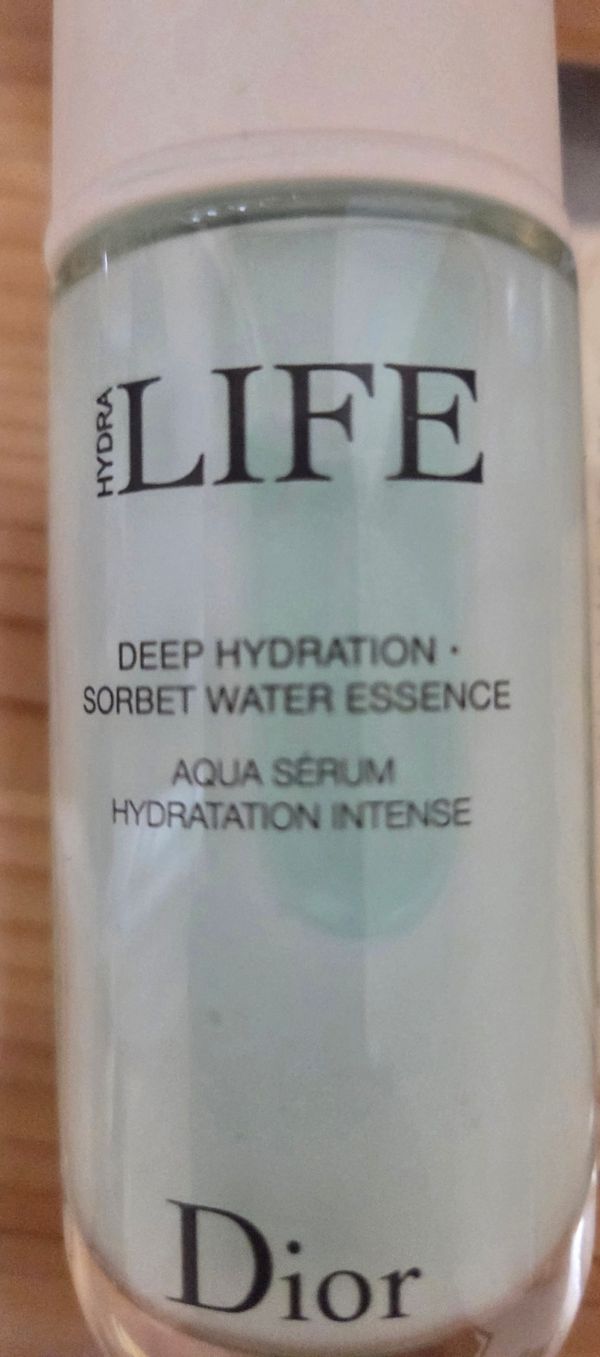 HYDRA
LIFE
DEEP HYDRATION •
SORBET WATER ESSENCE
AQUA SÉRUM
HYDRATATION INTENSE
Dior